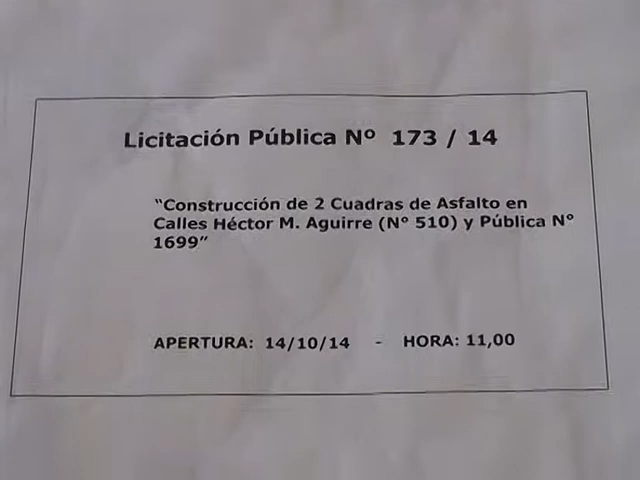 Licitación Pública Nº 173 / 14
“Construcción de 2 Cuadras de Asfalto en
Calles Héctor M. Aguirre (N° 510) y Pública N°
1699”
APERTURA: 14/10/14 - HORA: 11,00